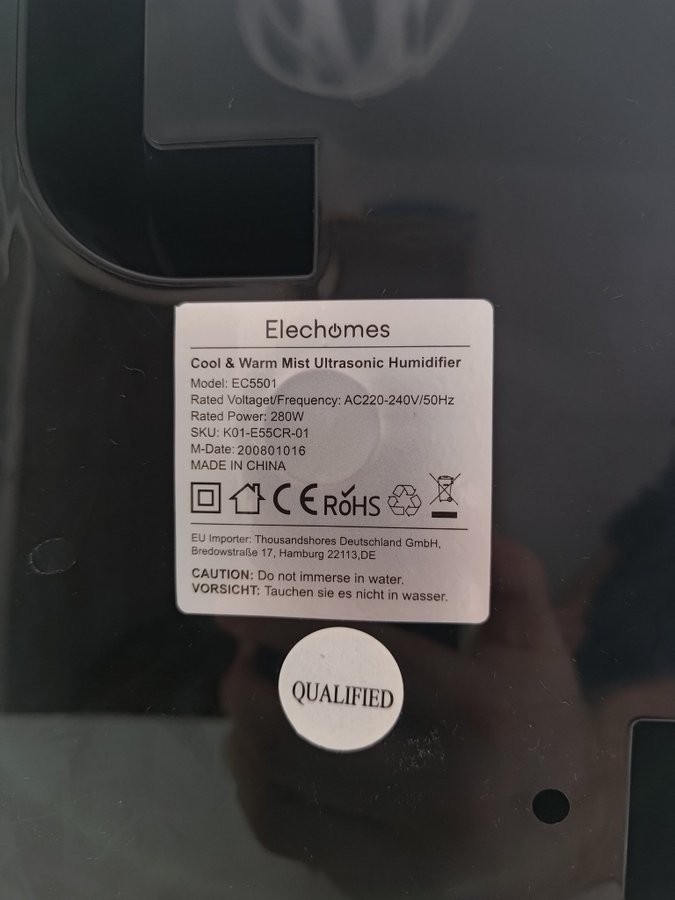 Elechomes
Cool & Warm Mist Ultrasonic Humidifier
Model: EC5501
Rated Voltaget/Frequency: AC220-240V/50Hz
Rated Power: 280W
SKU: K01-E55CR-01
M-Date: 200801016
MADE IN CHINA
CE RoHS
EU Importer: Thousandshores Deutschland GmbH,
Bredowstraße 17, Hamburg 22113,DE
CAUTION: Do not immerse in water.
VORSICHT: Tauchen sie es nicht in wasser.
QUALIFIED